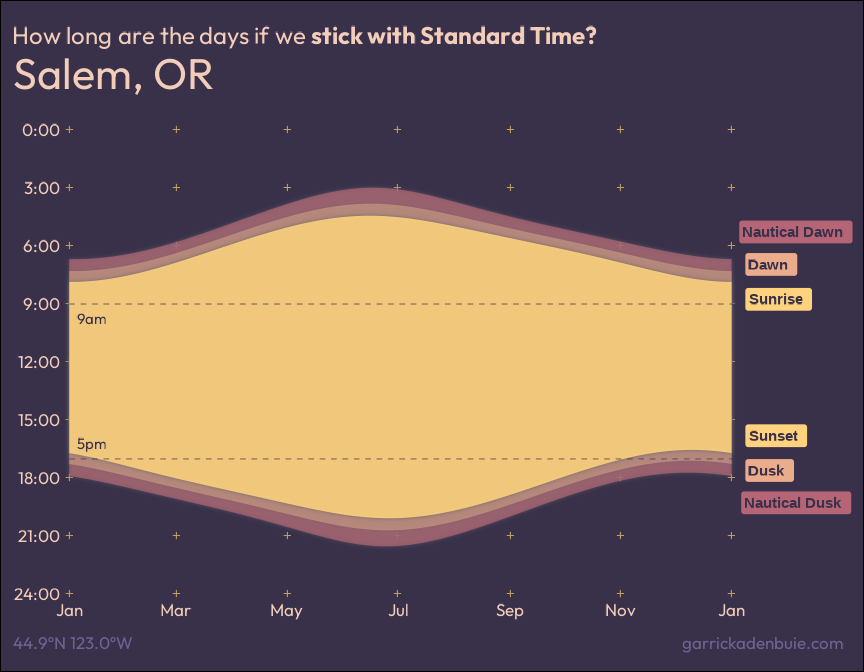 How long are the days if we stick with Standard Time?
Salem, OR
0:00
3:00
Nautical Dawn
6:00
Dawn
Sunrise
9:00
9am
12:00
15:00
Sunset
5pm
Dusk
18:00
Nautical Dusk
21:00
24:00
Jan Mar May Jul Sep Nov Jan
44.9°N 123.0°W
garrickadenbuie.com